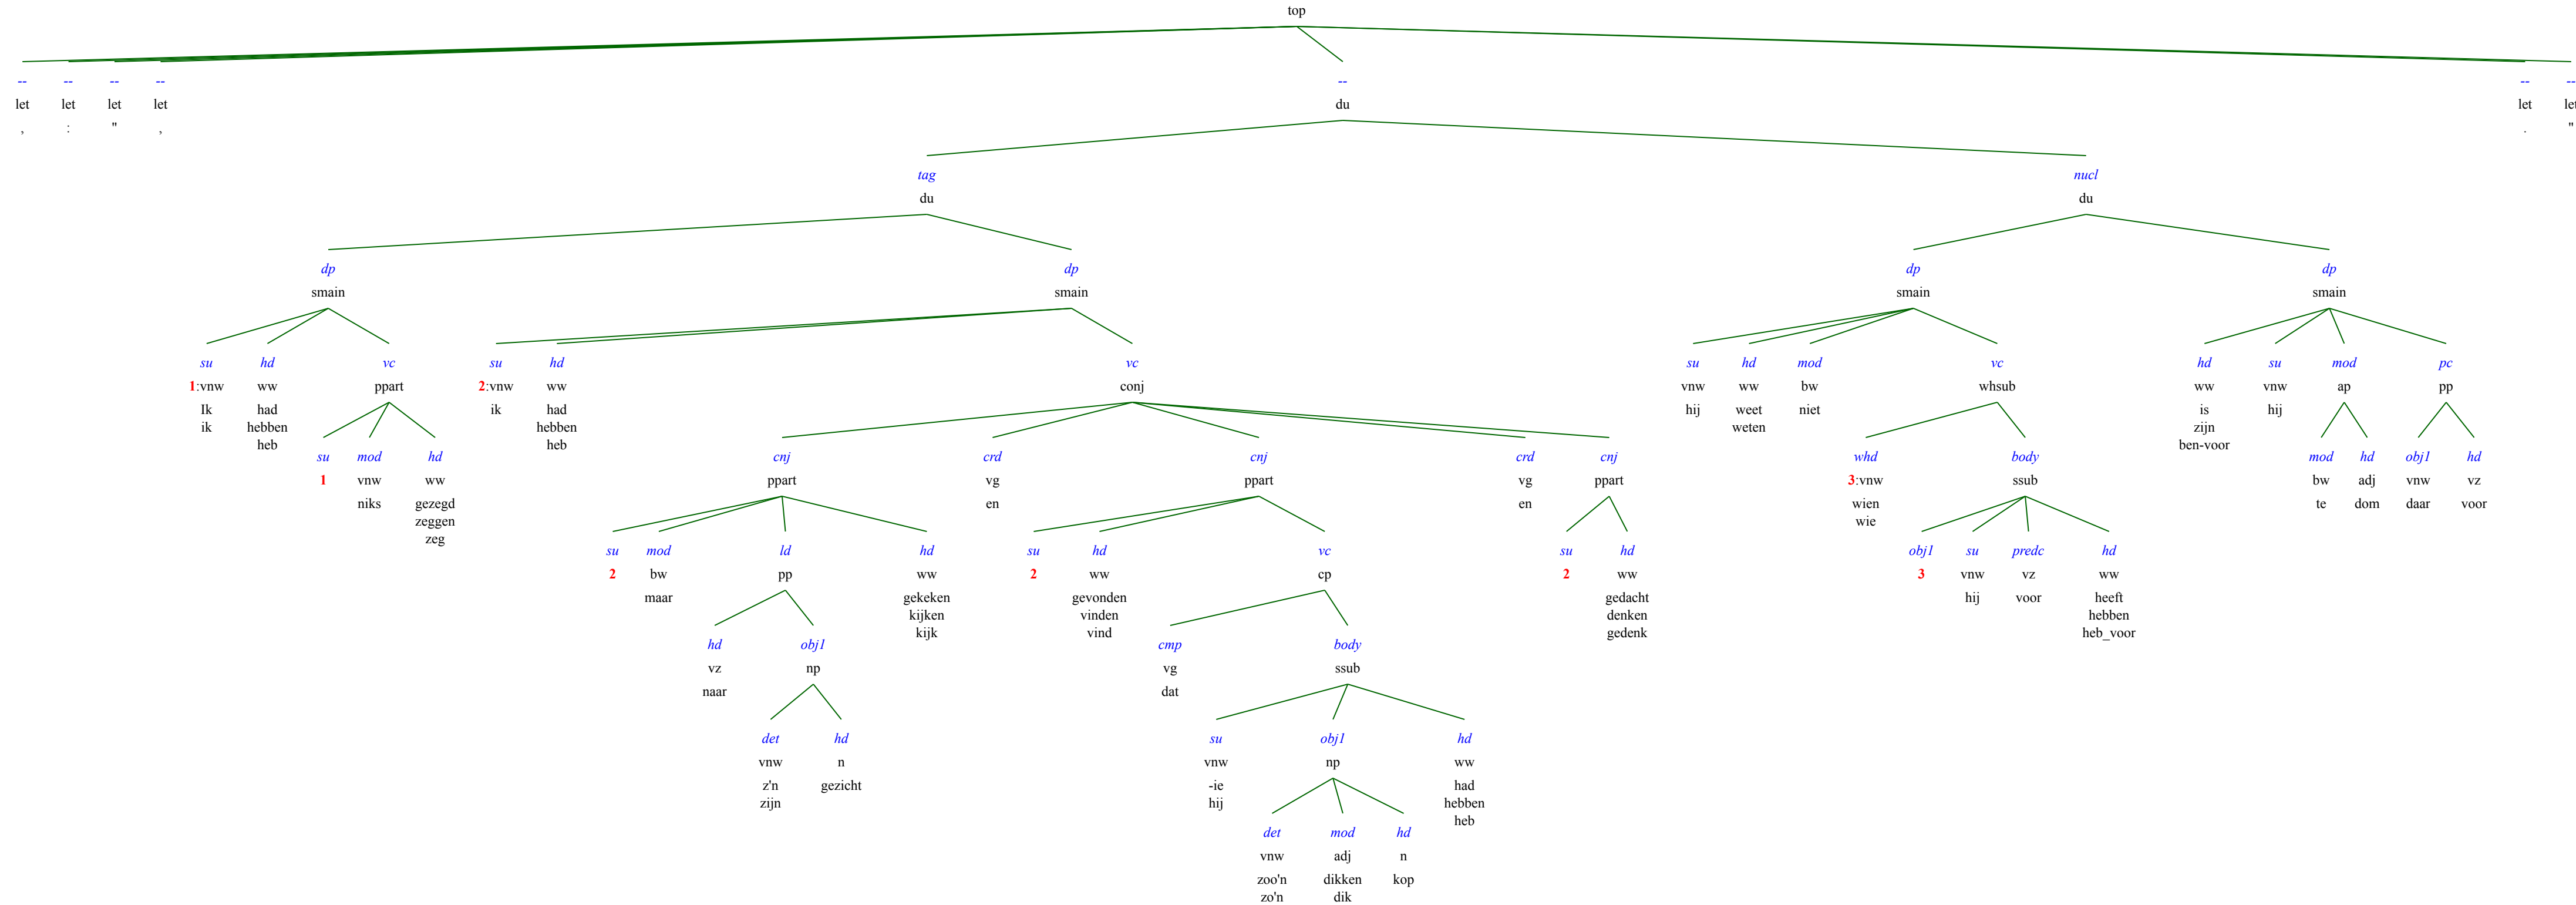 top
-- -- -- -- -- -- --
let let let let du let let
, : " , . "
tag nucl
du du
dp dp dp dp
smain smain smain smain
su hd vc su hd vc su hd mod vc hd su mod pc
1:vnw ww ppart 2:vnw ww conj vnw ww bw whsub ww vnw ap pp
Ik had ik had hij weet niet is hij
ik hebben hebben weten zijn
heb heb ben-voor
su mod hd cnj crd cnj crd cnj whd body mod hd obj1 hd
1 vnw ww ppart vg ppart vg ppart 3:vnw ssub bw adj vnw vz
niks gezegd en en wien te dom daar voor
zeggen wie
zeg
su mod ld hd su hd vc su hd obj1 su predc hd
2 bw pp ww 2 ww cp 2 ww 3 vnw vz ww
maar gekeken gevonden gedacht hij voor heeft
kijken vinden denken hebben
kijk vind gedenk heb_voor
hd obj1 cmp body
vz np vg ssub
naar dat
det hd su obj1 hd
vnw n vnw np ww
z'n gezicht -ie had
zijn hij hebben
heb
det mod hd
vnw adj n
zoo'n dikken kop
zo'n dik